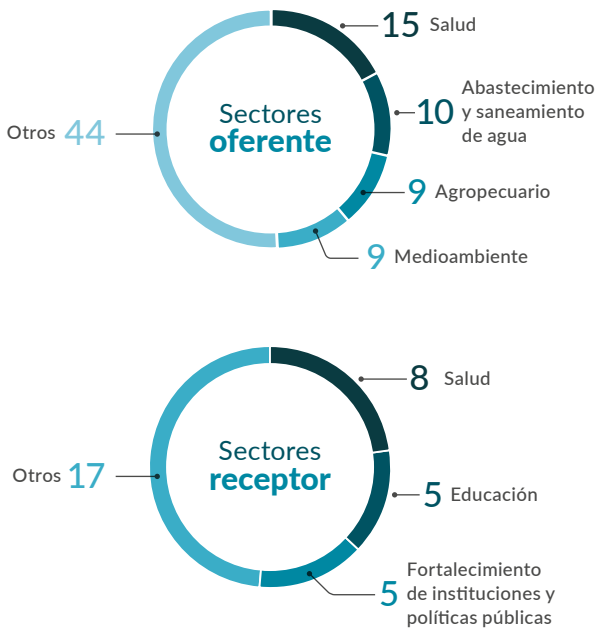 Sectores
oferente
15 Salud
10 Abastecimiento
y saneamiento
de agua
9 Agropecuario
9 Medioambiente
Otros 44
Sectores
receptor
8 Salud
5 Educación
5 Fortalecimiento
de instituciones y
políticas públicas
Otros 17